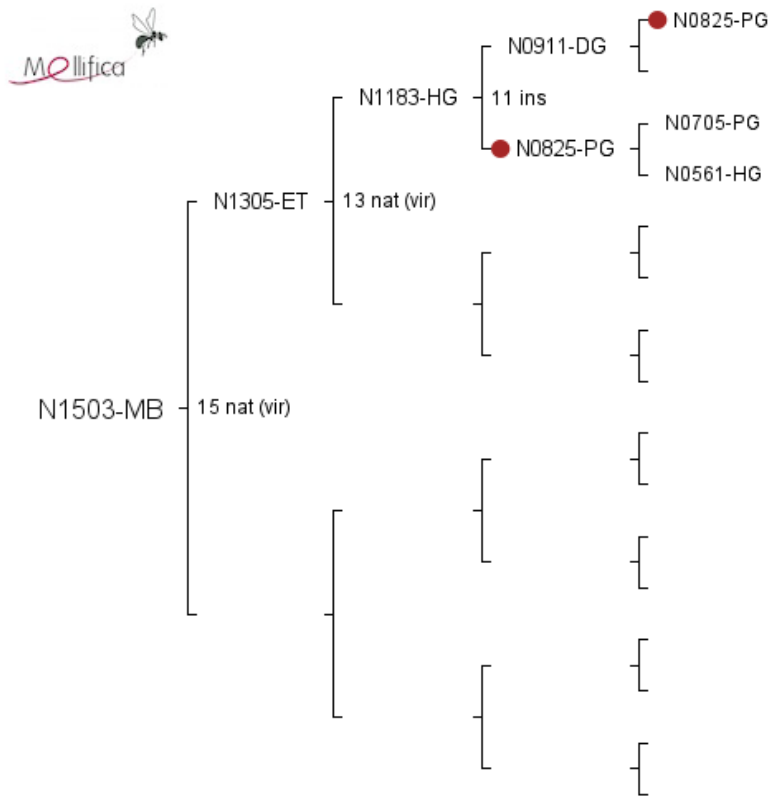 Mellifica
N0825-PG
N0911-DG
N1183-HG
11 ins
N0705-PG
N0825-PG
N0561-HG
N1305-ET
13 nat (vir)
N1503-MB
15 nat (vir)